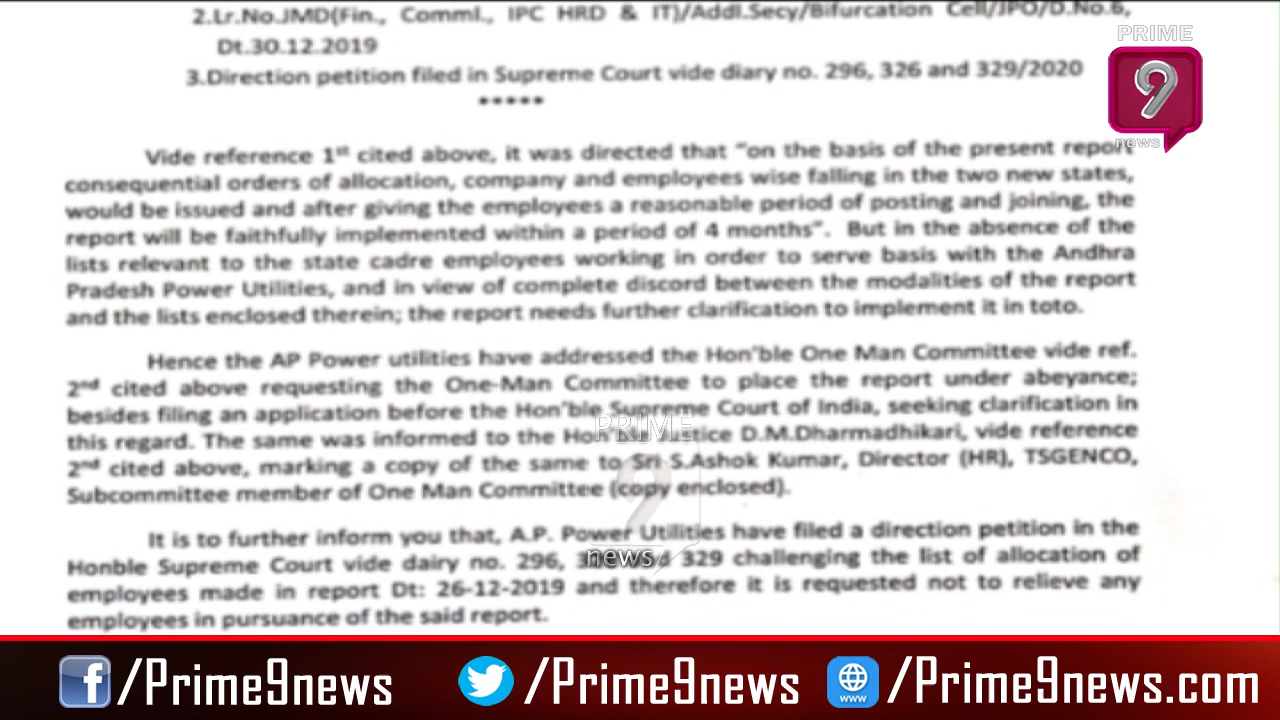 2.Lr.No.JMD(Fin., Comml., IPC HRD & IT)/Addl.Secy/Bifurcation Cell/JPO/D.No.6,
Dt.30.12.2019
3.Direction petition filed in Supreme Court vide diary no. 296, 326 and 329/2020
*****
PRIME
9
news
Vide reference 1st cited above, it was directed that "on the basis of the present report
consequential orders of allocation, company and employees wise falling in the two new states,
would be issued and after giving the employees a reasonable period of posting and joining, the
report will be faithfully implemented within a period of 4 months". But in the absence of the
lists relevant to the state cadre employees working in order to serve basis with the Andhra
Pradesh Power Utilities, and in view of complete discord between the modalities of the report
and the lists enclosed therein; the report needs further clarification to implement it in toto.
Hence the AP Power utilities have addressed the Hon'ble One Man Committee vide ref.
2nd cited above requesting the One-Man Committee to place the report under abeyance;
besides filing an application before the Hon'ble Supreme Court of India, seeking clarification in
this regard. The same was informed to the Hon'ble Justice D.M.Dharmadhikari, vide reference
2nd cited above, marking a copy of the same to Sri S.Ashok Kumar, Director (HR), TSGENCO,
Subcommittee member of One Man Committee (copy enclosed).
PRIME
9
news
It is to further inform you that, A.P. Power Utilities have filed a direction petition in the
Honble Supreme Court vide dairy no. 296, 329 challenging the list of allocation of
employees made in report Dt: 26-12-2019 and therefore it is requested not to relieve any
employees in pursuance of the said report.
f /Prime9news
/Prime9news
www /Prime9news.com